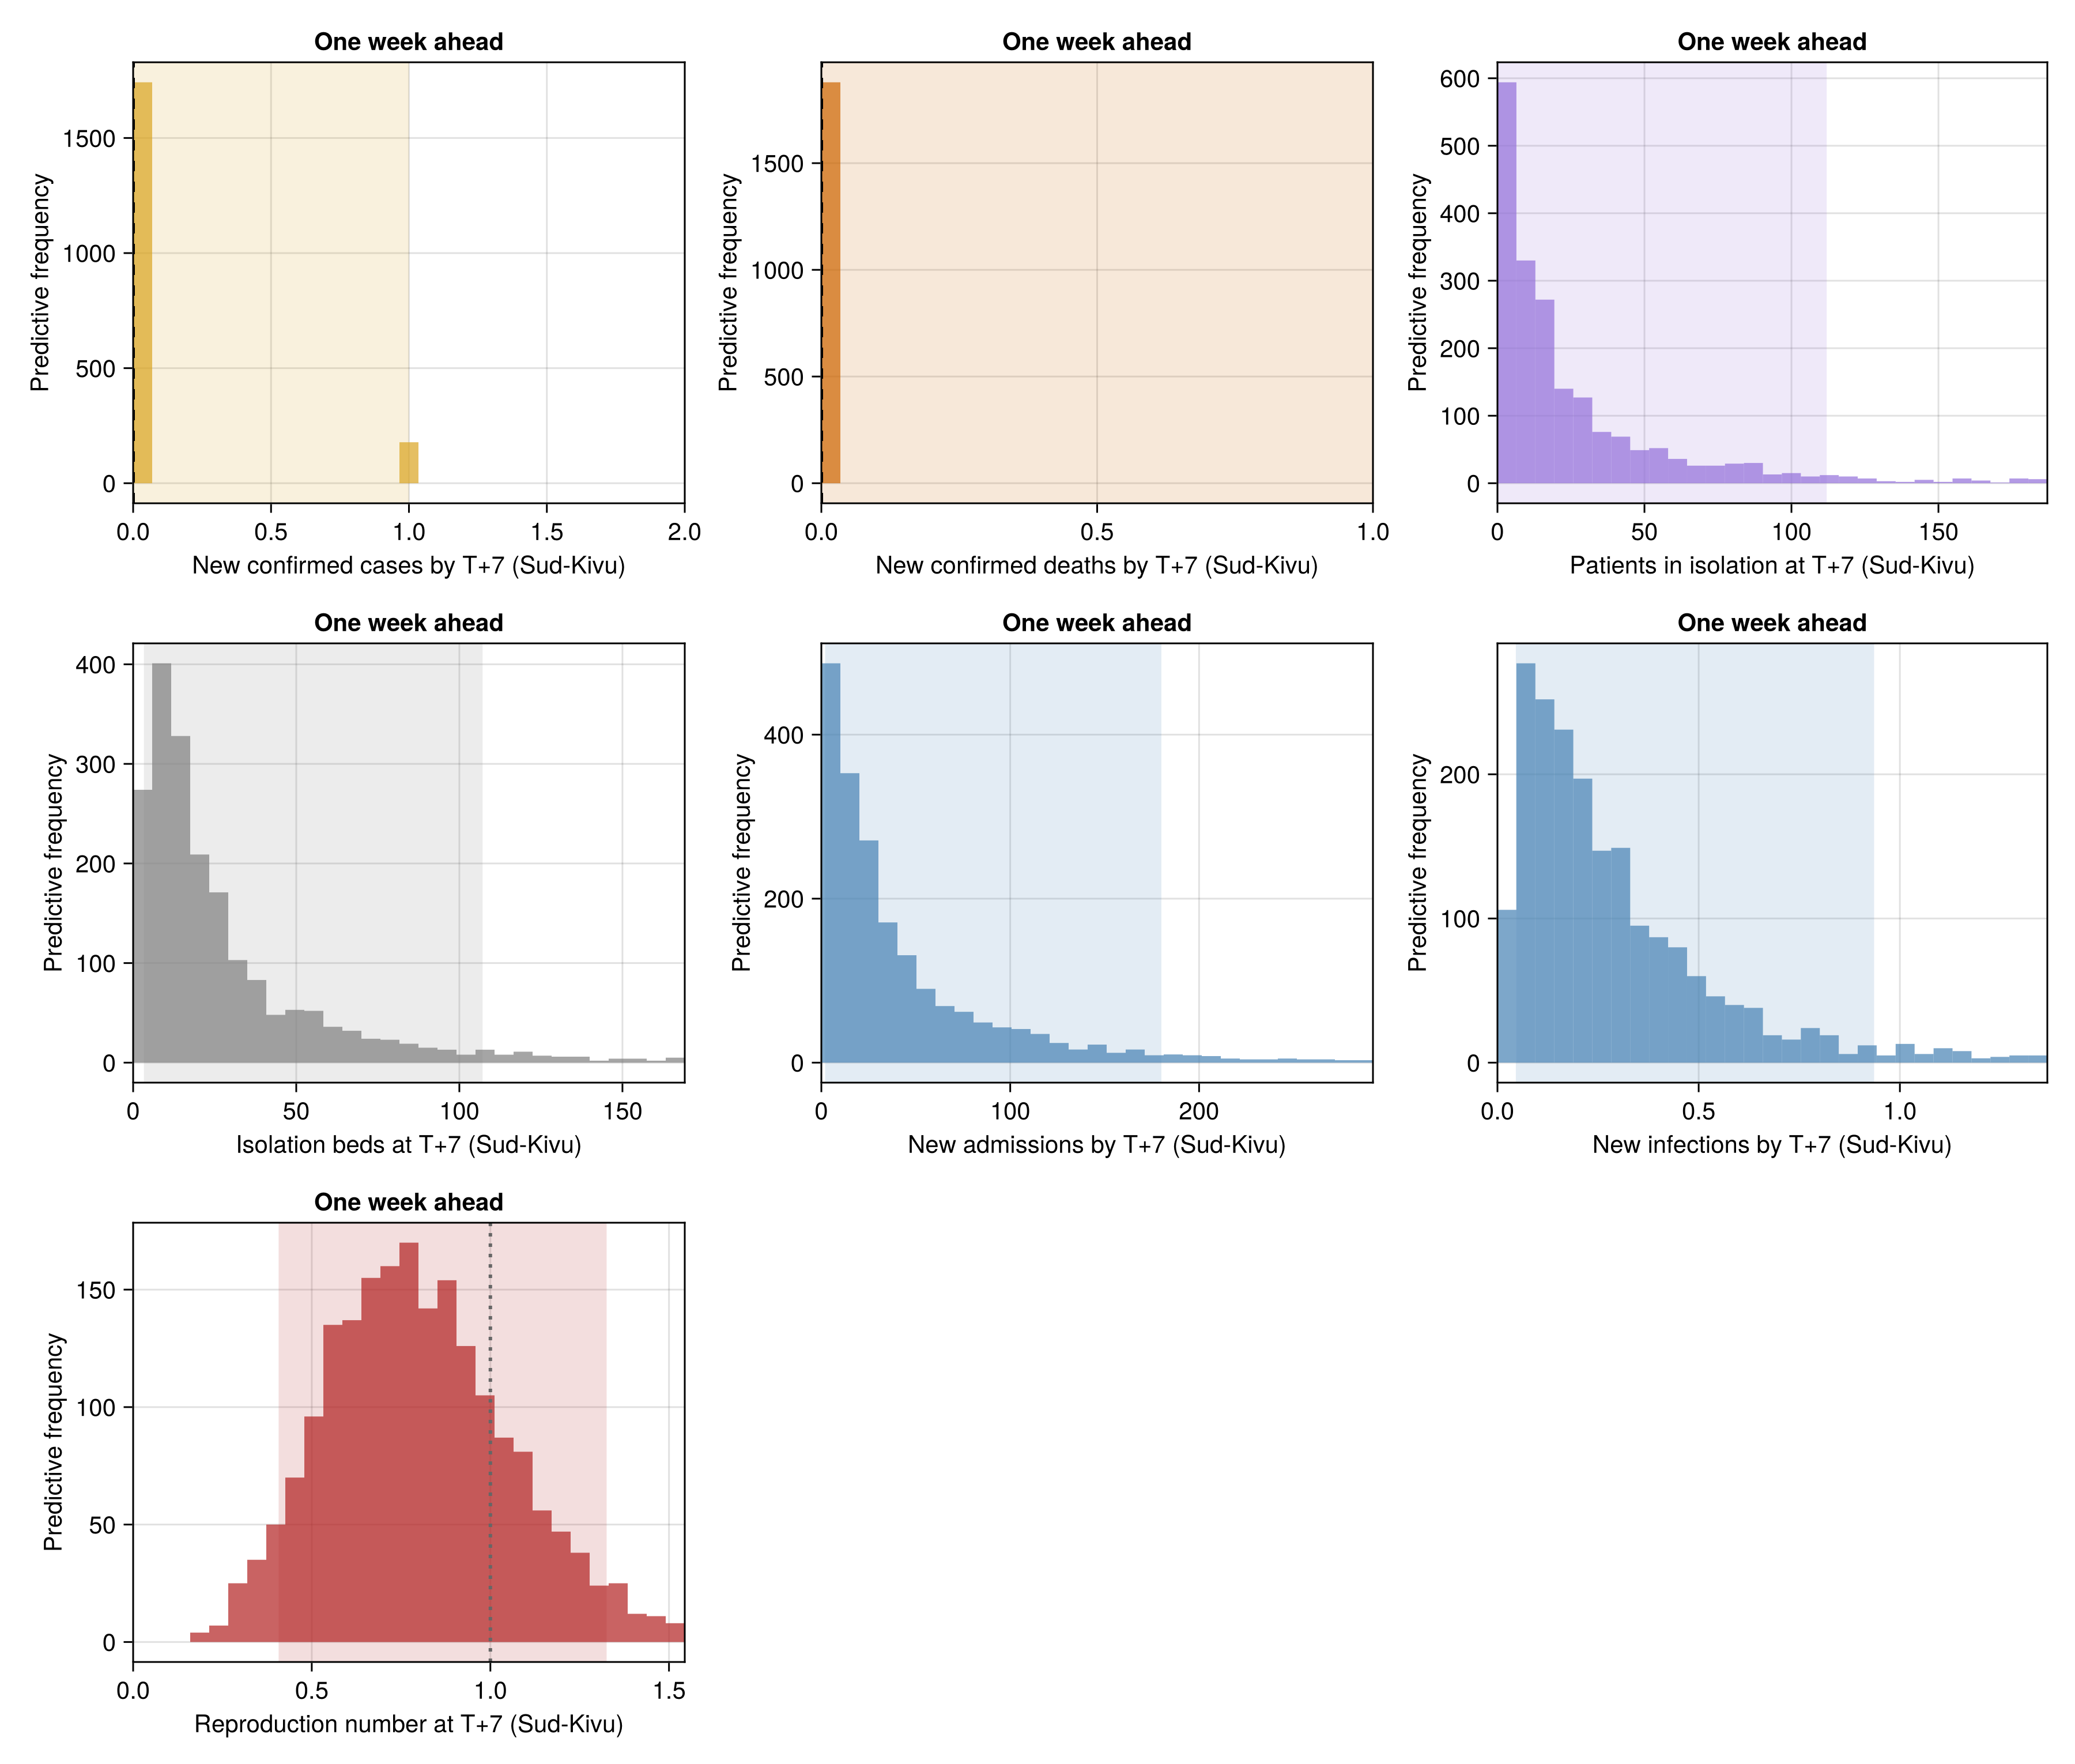 One week ahead
Predictive frequency
1500
1000
500
0
0.0 0.5 1.0 1.5 2.0
New confirmed cases by T+7 (Sud-Kivu)
One week ahead
Predictive frequency
1500
1000
500
0
0.0 0.5 1.0
New confirmed deaths by T+7 (Sud-Kivu)
One week ahead
Predictive frequency
600
500
400
300
200
100
0
0 50 100 150
Patients in isolation at T+7 (Sud-Kivu)
One week ahead
Predictive frequency
400
300
200
100
0
0 50 100 150
Isolation beds at T+7 (Sud-Kivu)
One week ahead
Predictive frequency
400
200
0
0 100 200
New admissions by T+7 (Sud-Kivu)
One week ahead
Predictive frequency
200
100
0
0.0 0.5 1.0
New infections by T+7 (Sud-Kivu)
One week ahead
Predictive frequency
150
100
50
0
0.0 0.5 1.0 1.5
Reproduction number at T+7 (Sud-Kivu)